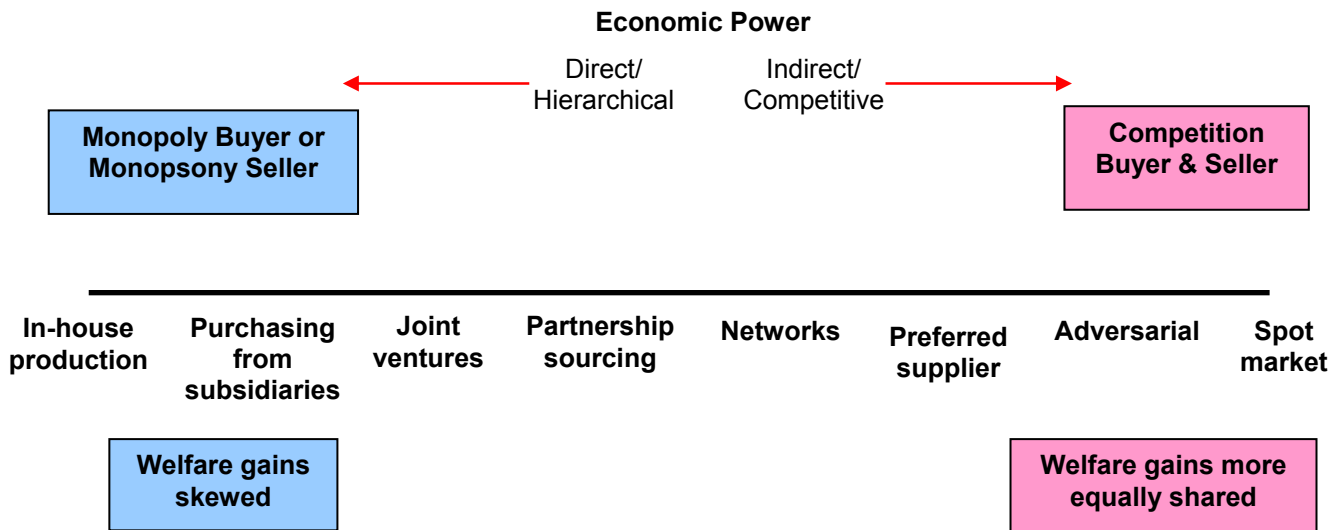 Economic Power
Direct/
Hierarchical
Indirect/
Competitive
Monopoly Buyer or
Monopsony Seller
Competition
Buyer & Seller
In-house
production
Purchasing
from
subsidiaries
Joint
ventures
Partnership
sourcing
Networks
Preferred
supplier
Adversarial
Spot
market
Welfare gains
skewed
Welfare gains more
equally shared